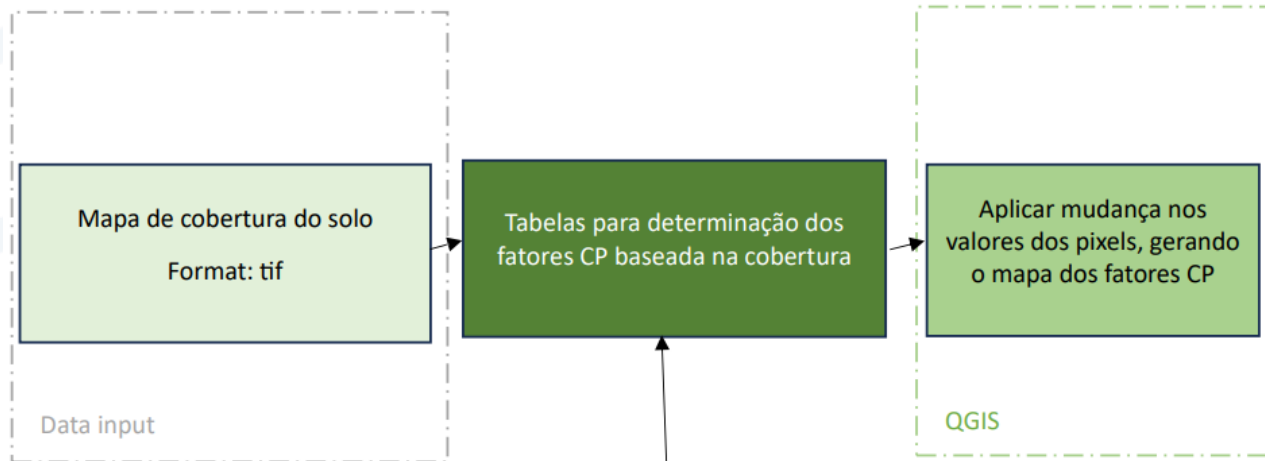 Mapa de cobertura do solo
Format: tif
Data input
Tabelas para determinação dos
fatores CP baseada na cobertura
Aplicar mudança nos
valores dos pixels, gerando
o mapa dos fatores CP
QGIS